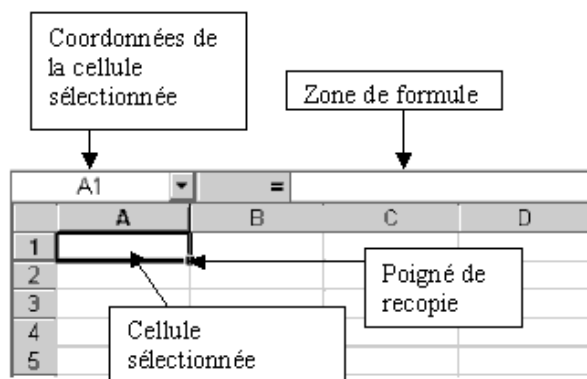 Coordonnées de
la cellule
sélectionnée
Zone de formule
A1 =
A B C D
1
2
3
4
5
Poigné de
recopie
Cellule
sélectionnée